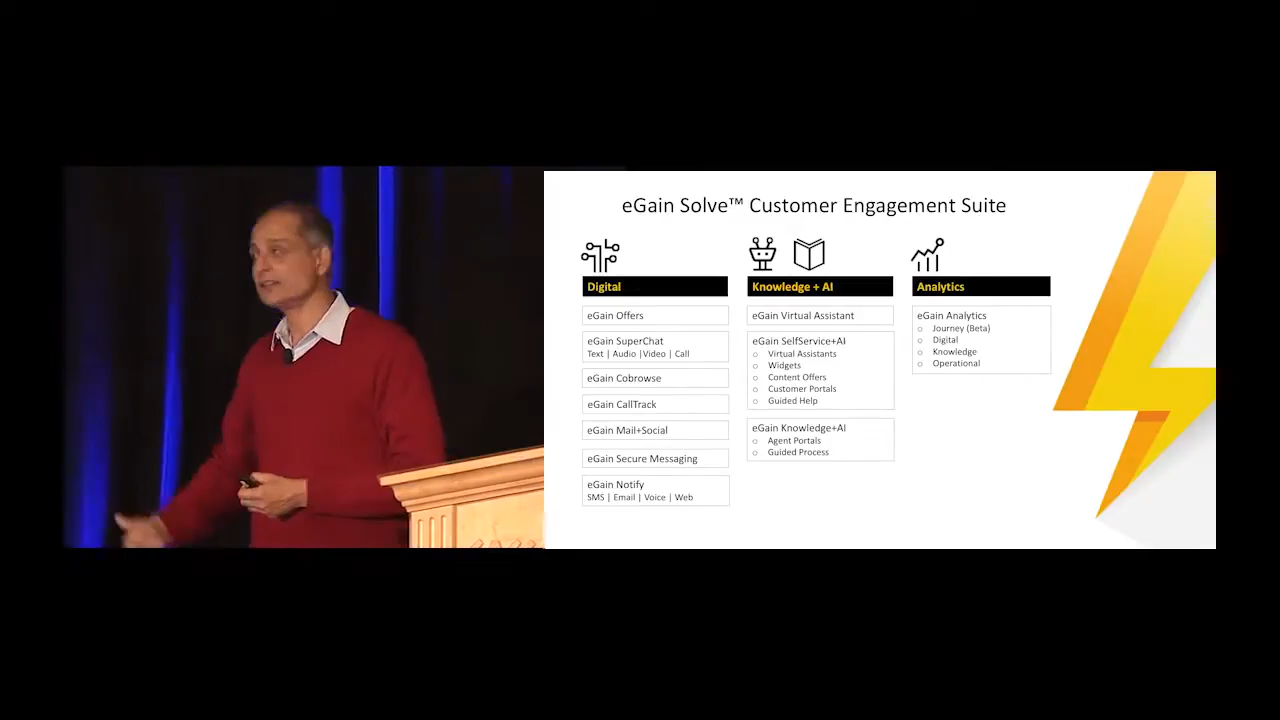 eGain Solve™ Customer Engagement Suite
Digital
eGain Offers
eGain SuperChat
Text | Audio |Video | Call
eGain Cobrowse
eGain CallTrack
eGain Mail+Social
eGain Secure Messaging
eGain Notify
SMS | Email | Voice | Web
Knowledge + AI
eGain Virtual Assistant
eGain SelfService+AI
o Virtual Assistants
o Widgets
o Content Offers
o Customer Portals
o Guided Help
eGain Knowledge+AI
o Agent Portals
o Guided Process
Analytics
eGain Analytics
o Journey (Beta)
o Digital
o Knowledge
o Operational